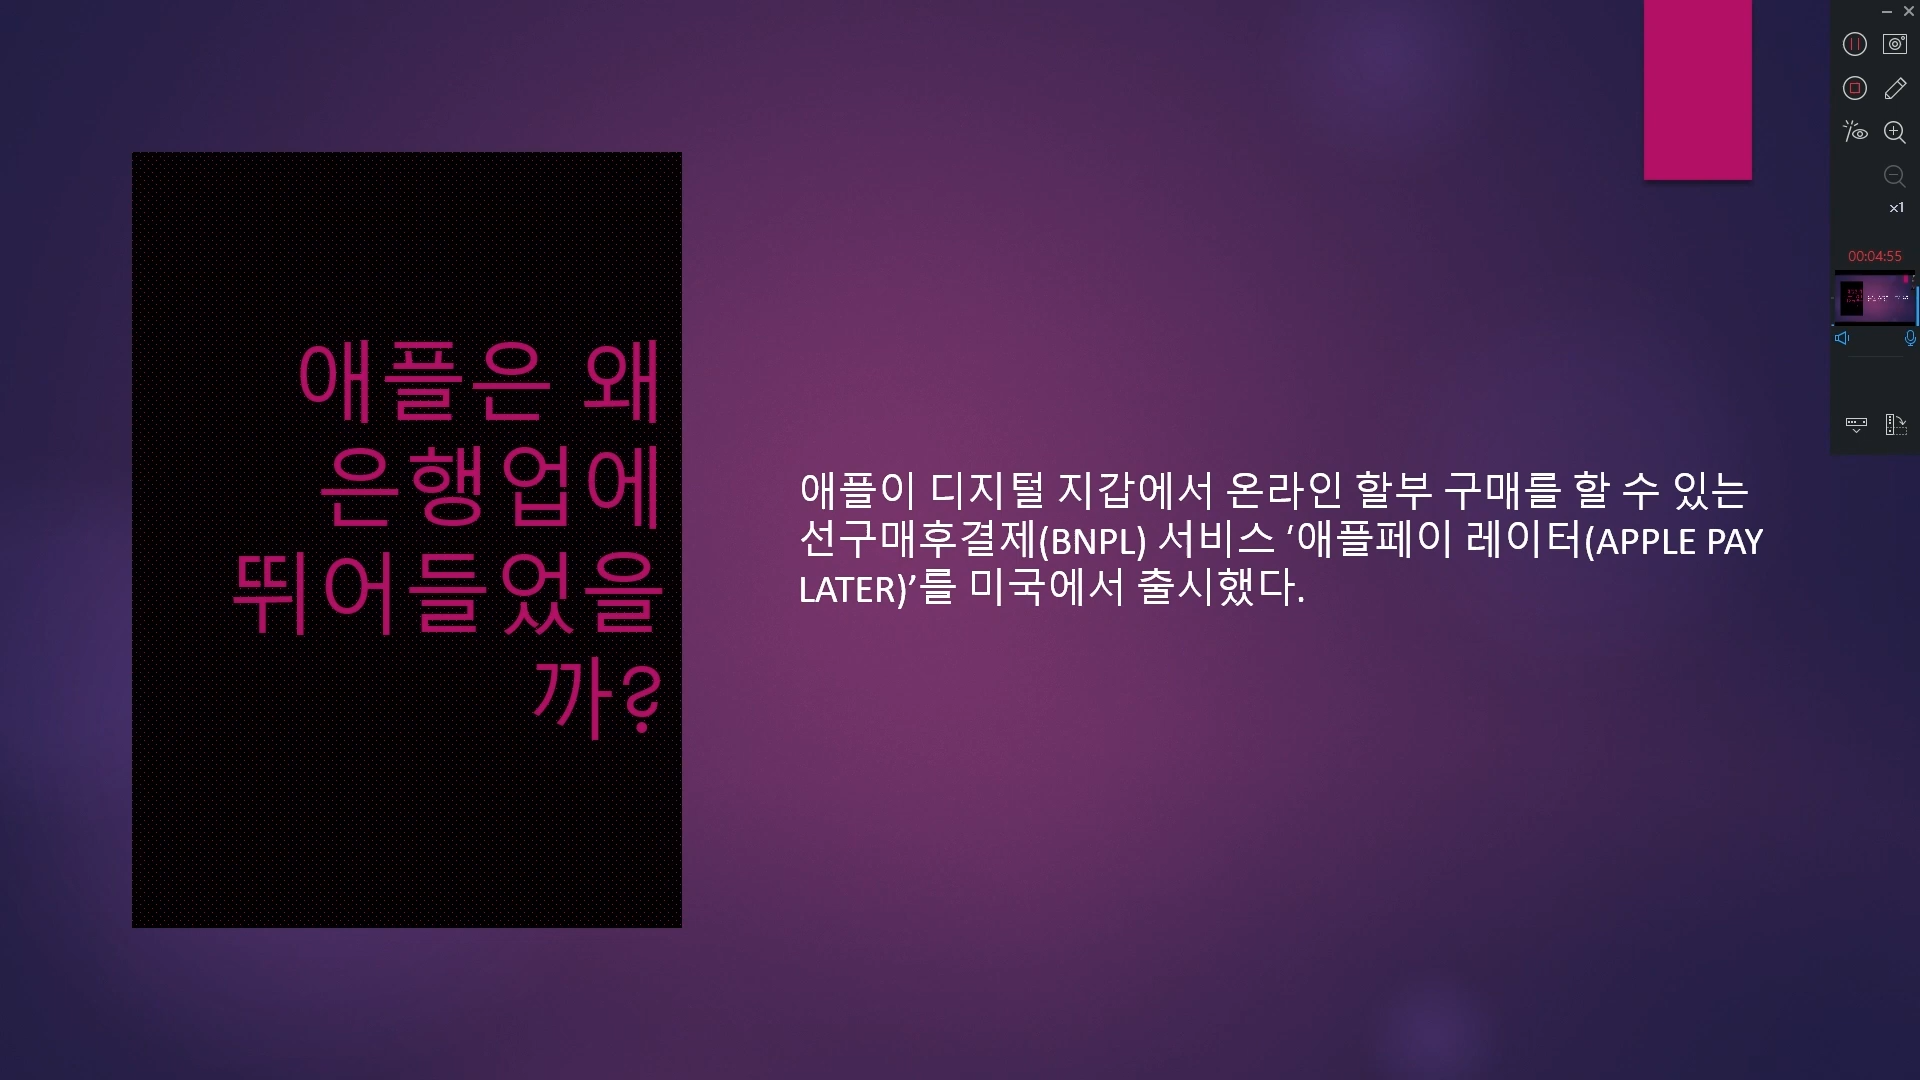 애플은 왜
은행업에
뛰어들었을
까?
애플이 디지털 지갑에서 온라인 할부 구매를 할 수 있는
선구매후결제(BNPL) 서비스 ‘애플페이 레이터(APPLE PAY
LATER)’를 미국에서 출시했다.
x1
00:04:55